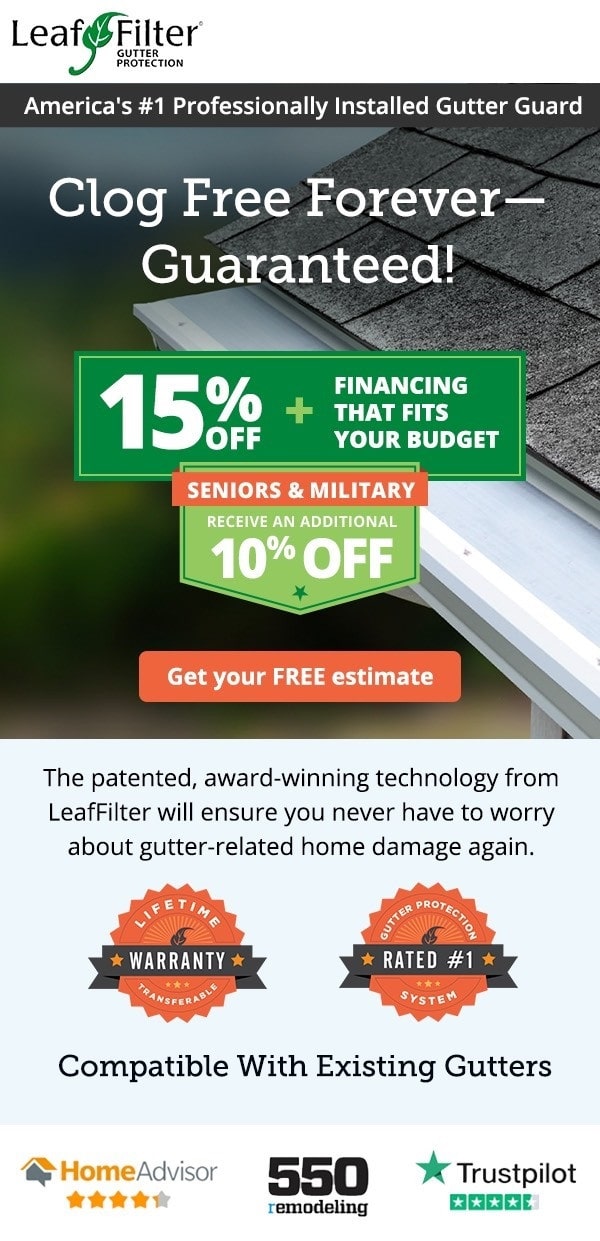 LeafFilter®
GUTTER
PROTECTION
America's #1 Professionally Installed Gutter Guard
Clog Free Forever—
Guaranteed!
15% OFF
+
FINANCING
THAT FITS
YOUR BUDGET
SENIORS & MILITARY
RECEIVE AN ADDITIONAL
10% OFF
Get your FREE estimate
The patented, award-winning technology from
LeafFilter will ensure you never have to worry
about gutter-related home damage again.
LIFETIME
WARRANTY
TRANSFERABLE
GUTTER PROTECTION
RATED #1
SYSTEM
Compatible With Existing Gutters
HomeAdvisor
550
remodeling
Trustpilot